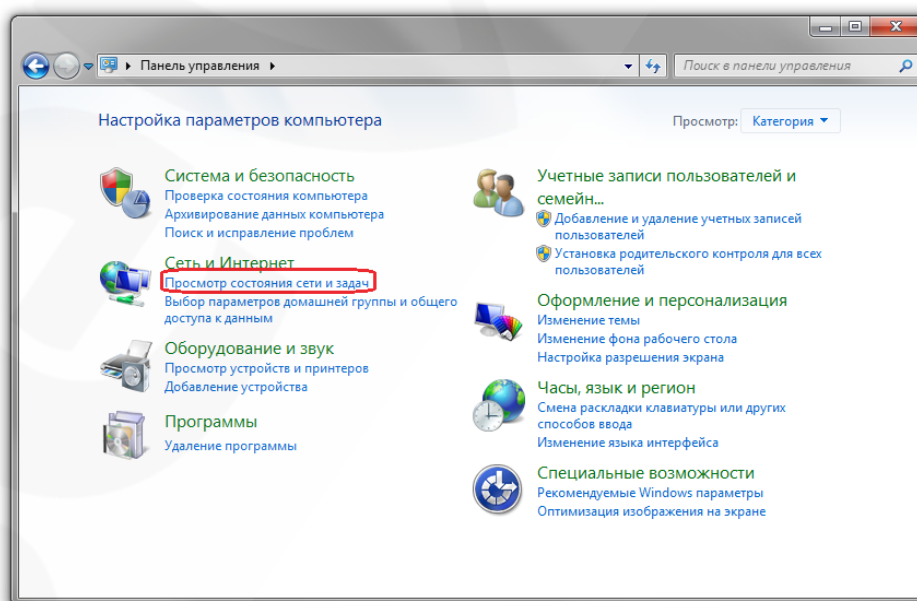 Панель управления
Поиск в панели управления
Настройка параметров компьютера
Просмотр: Категория
Система и безопасность
Проверка состояния компьютера
Архивирование данных компьютера
Поиск и исправление проблем
Сеть и Интернет
Просмотр состояния сети и задач
Выбор параметров домашней группы и общего
доступа к данным
Оборудование и звук
Просмотр устройств и принтеров
Добавление устройства
Программы
Удаление программы
Учетные записи пользователей и
семейн...
Добавление и удаление учетных записей
пользователей
Установка родительского контроля для всех
пользователей
Оформление и персонализация
Изменение темы
Изменение фона рабочего стола
Настройка разрешения экрана
Часы, язык и регион
Смена раскладки клавиатуры или других
способов ввода
Изменение языка интерфейса
Специальные возможности
Рекомендуемые Windows параметры
Оптимизация изображения на экране